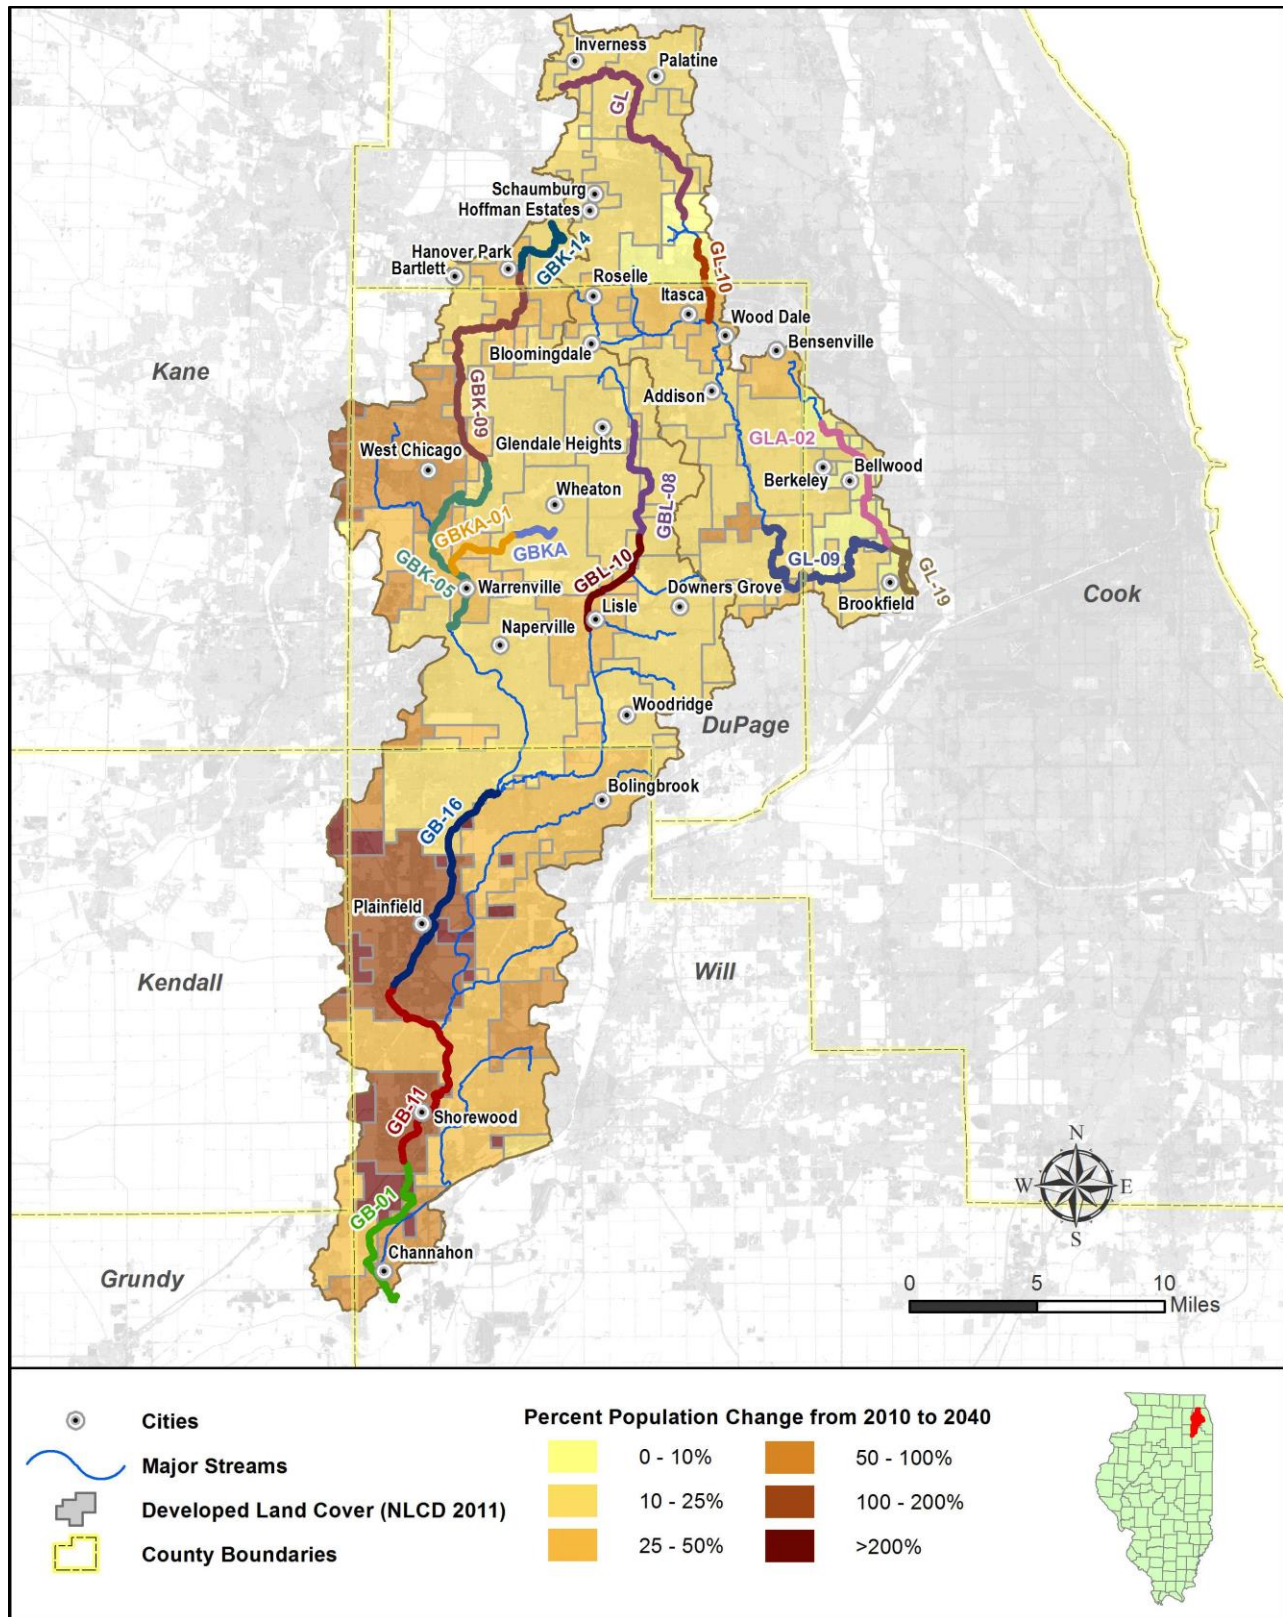 Inverness
Palatine
GL
Schaumburg
Hoffman Estates
GBK-14
Hanover Park
Bartlett
GL-10
Roselle
Itasca
Wood Dale
Bensenville
Bloomingdale
Kane
Addison
GBK-09
Glendale Heights
GLA-02
West Chicago
Berkeley
Bellwood
Wheaton
GBL-08
GBKA-01
GBKA
GBK-05
GBL-10
GL-09
GL-19
Warrenville
Downers Grove
Brookfield
Cook
Lisle
Naperville
Woodridge
DuPage
Bolingbrook
GB-16
Plainfield
Kendall
Will
GB-11
Shorewood
N
W E
S
GB-01
Channahon
Grundy
0 5 10
Miles
Cities
Major Streams
Developed Land Cover (NLCD 2011)
County Boundaries
Percent Population Change from 2010 to 2040
0 - 10%
10 - 25%
25 - 50%
50 - 100%
100 - 200%
>200%